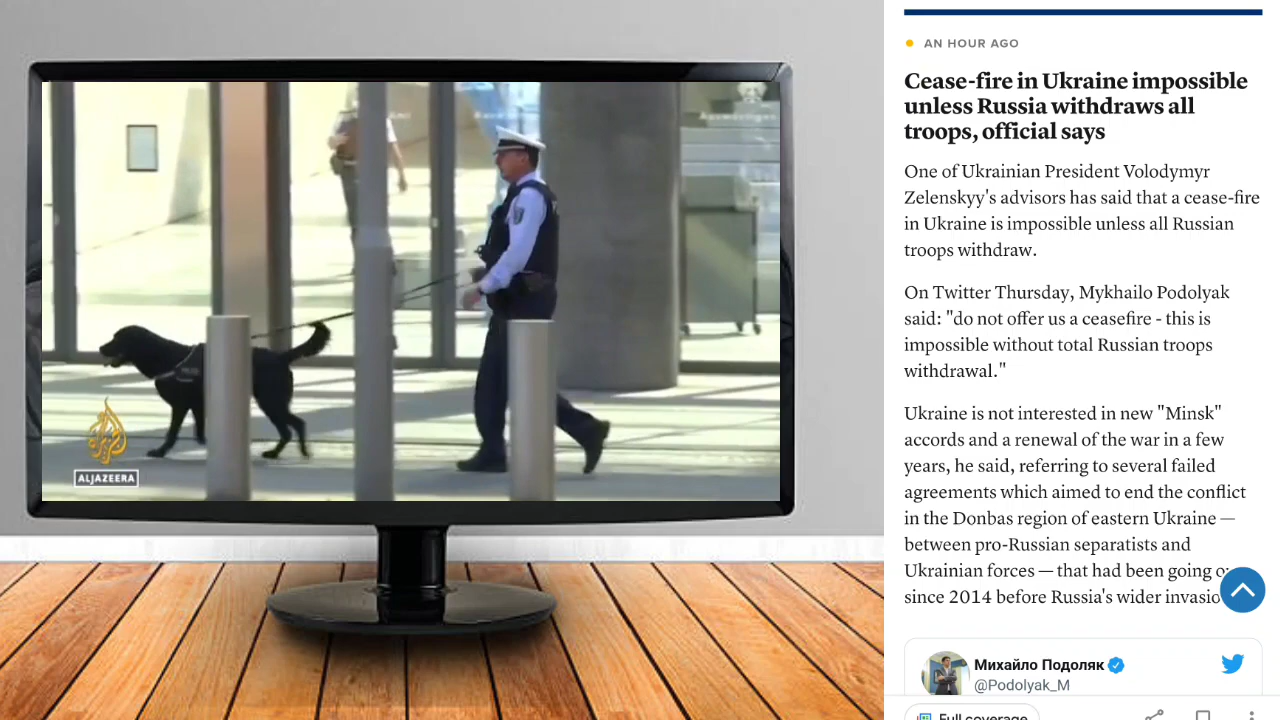 ALJAZEERA
AN HOUR AGO
Cease-fire in Ukraine impossible
unless Russia withdraws all
troops, official says
One of Ukrainian President Volodymyr
Zelenskyy's advisors has said that a cease-fire
in Ukraine is impossible unless all Russian
troops withdraw.
On Twitter Thursday, Mykhailo Podolyak
said: "do not offer us a ceasefire - this is
impossible without total Russian troops
withdrawal."
Ukraine is not interested in new "Minsk"
accords and a renewal of the war in a few
years, he said, referring to several failed
agreements which aimed to end the conflict
in the Donbas region of eastern Ukraine —
between pro-Russian separatists and
Ukrainian forces — that had been going
since 2014 before Russia's wider
Михайло Подоляк
@Podolyak_M
Full coverage